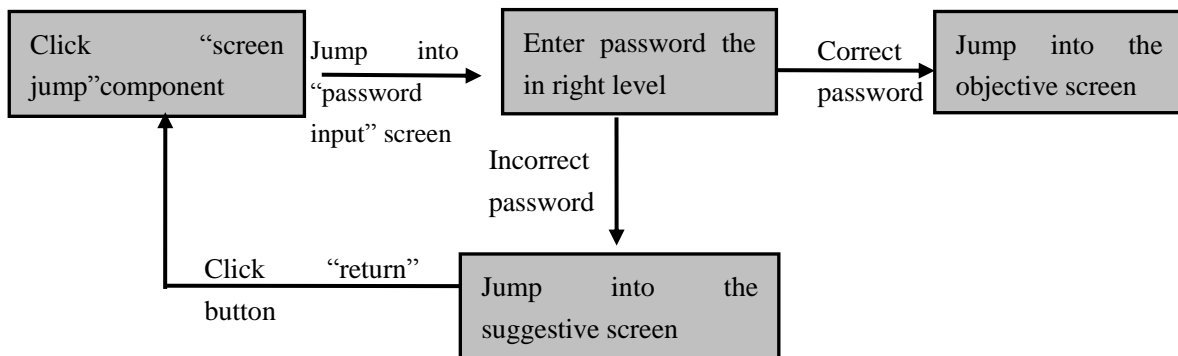 Click “screen
jump”component
Jump into
“password
input” screen
Enter password the
in right level
Correct
password
Jump into the
objective screen
Incorrect
password
Jump into the
suggestive screen
Click “return”
button